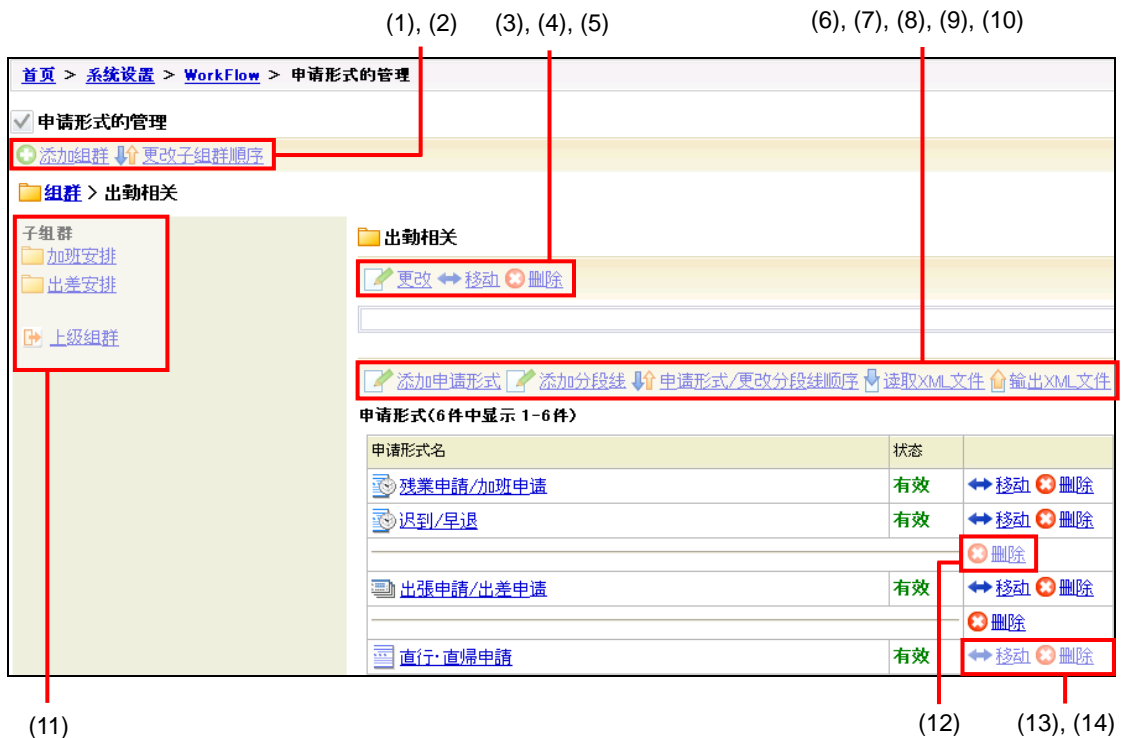 (1), (2) (3), (4), (5) (6), (7), (8), (9), (10)
首页 > 系统设置 > WorkFlow > 申请形式的管理
申请形式的管理
添加组群 更改子组群順序
组群 > 出勤相关
子组群
加班安排
出差安排
上级组群
出勤相关
更改 移动 删除
添加申请形式 添加分段线 申请形式/更改分段线顺序 读取XML文件 输出XML文件
申请形式(6件中显示 1-6件)
申请形式名 状态
残業申請/加班申请 有效 移动 删除
迟到/早退 有效 移动 删除
删除
出張申請/出差申请 有效 移动 删除
删除
直行·直帰申請 有效 移动 删除
(11) (12) (13), (14)